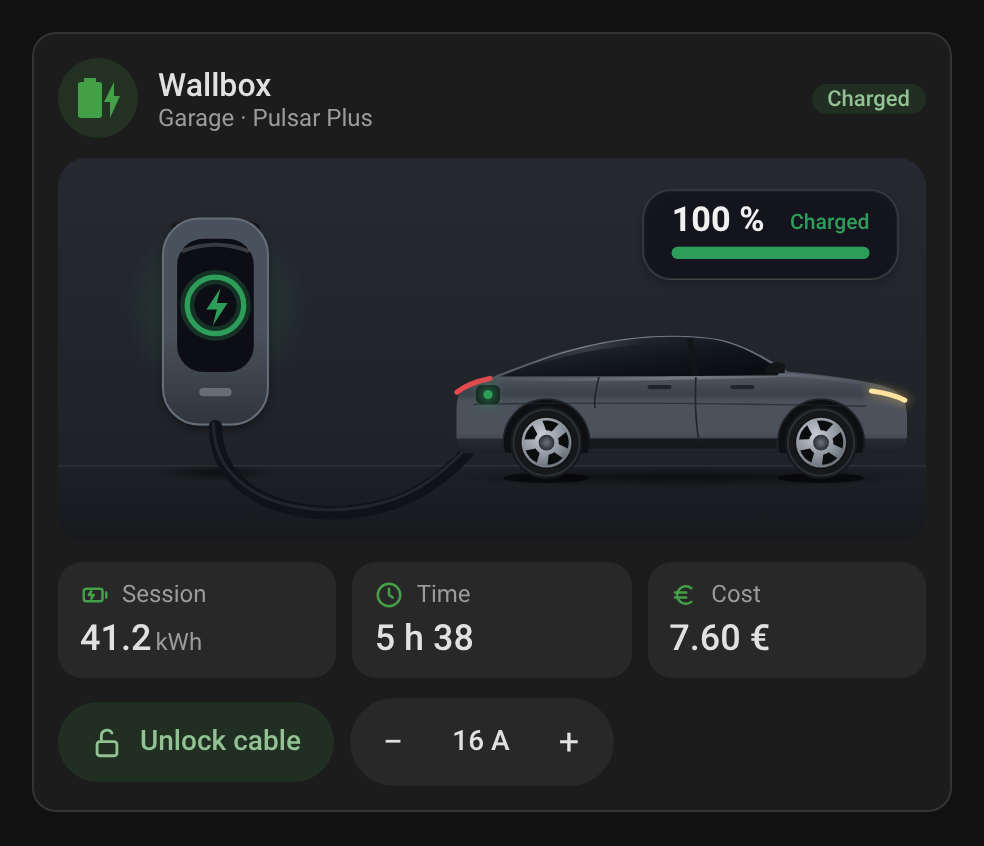 Wallbox
Garage · Pulsar Plus
Charged
100 % Charged
Session
41.2 kWh
Time
5 h 38
Cost
7.60 €
Unlock cable
− 16 A +